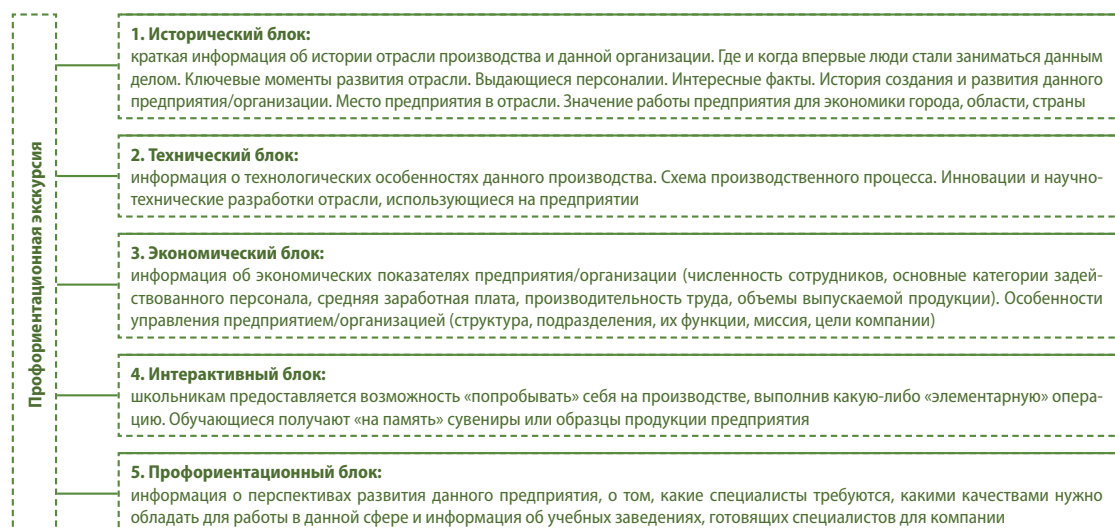 Профориентационная экскурсия
1. Исторический блок:
краткая информация об истории отрасли производства и данной организации. Где и когда впервые люди стали заниматься данным
делом. Ключевые моменты развития отрасли. Выдающиеся персоналии. Интересные факты. История создания и развития данного
предприятия/организации. Место предприятия в отрасли. Значение работы предприятия для экономики города, области, страны
2. Технический блок:
информация о технологических особенностях данного производства. Схема производственного процесса. Инновации и научно-
технические разработки отрасли, использующиеся на предприятии
3. Экономический блок:
информация об экономических показателях предприятия/организации (численность сотрудников, основные категории задей-
ствованного персонала, средняя заработная плата, производительность труда, объемы выпускаемой продукции). Особенности
управления предприятием/организацией (структура, подразделения, их функции, миссия, цели компании)
4. Интерактивный блок:
школьникам предоставляется возможность «попробывать» себя на производстве, выполнив какую-либо «элементарную» опера-
цию. Обучающиеся получают «на память» сувениры или образцы продукции предприятия
5. Профориентационный блок:
информация о перспективах развития данного предприятия, о том, какие специалисты требуются, какими качествами нужно
обладать для работы в данной сфере и информация об учебных заведениях, готовящих специалистов для компании